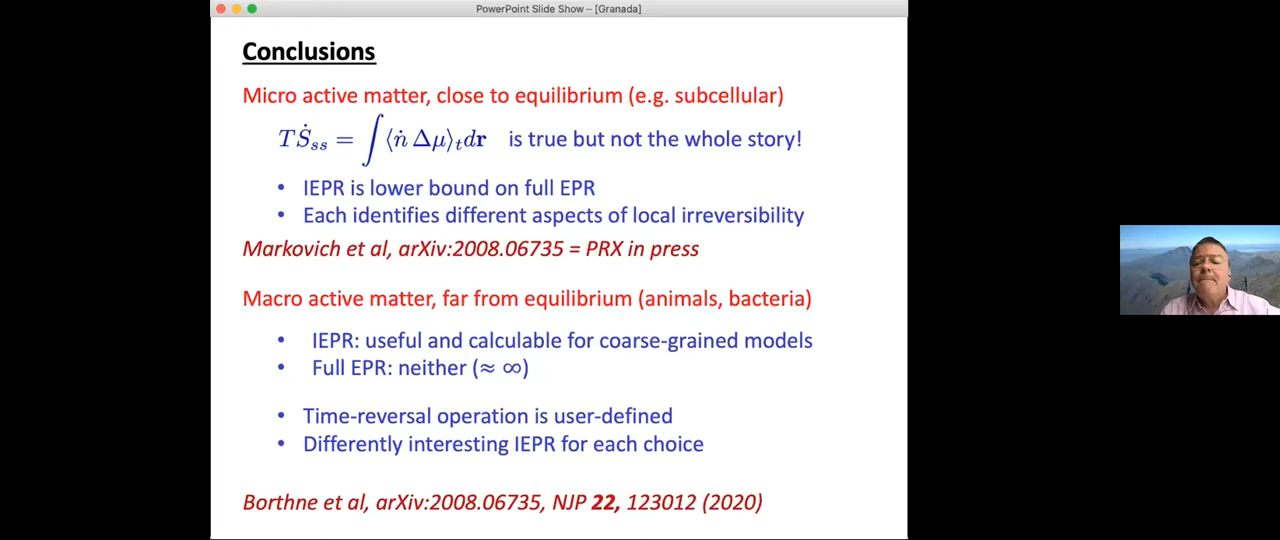 PowerPoint Slide Show – [Granada]
Conclusions
Micro active matter, close to equilibrium (e.g. subcellular)
TṠ_ss = ∫⟨ṅ Δμ⟩_t dr is true but not the whole story!
• IEPR is lower bound on full EPR
• Each identifies different aspects of local irreversibility
Markovich et al, arXiv:2008.06735 = PRX in press
Macro active matter, far from equilibrium (animals, bacteria)
• IEPR: useful and calculable for coarse-grained models
• Full EPR: neither (≈ ∞)
• Time-reversal operation is user-defined
• Differently interesting IEPR for each choice
Borthne et al, arXiv:2008.06735, NJP 22, 123012 (2020)